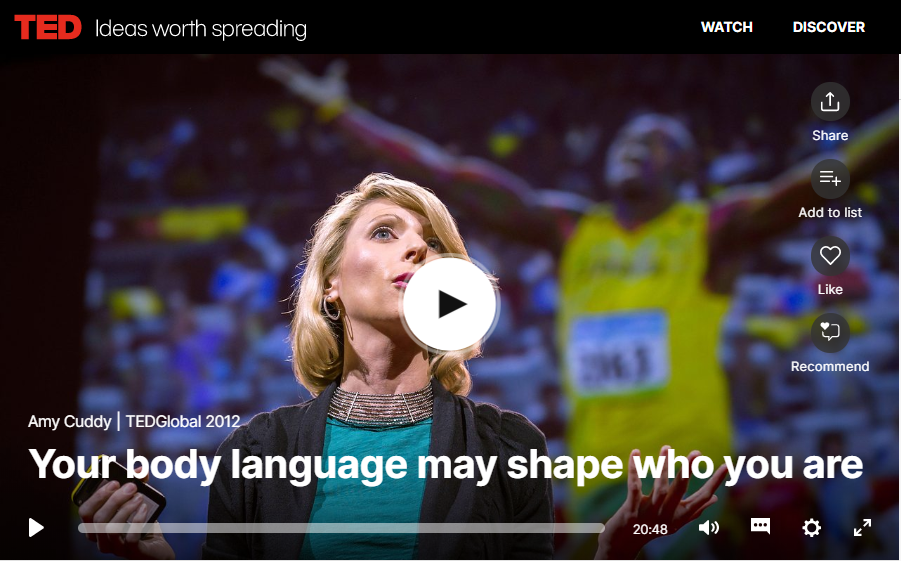 TED Ideas worth spreading WATCH DISCOVER
Share
Add to list
Like
Recommend
Amy Cuddy | TEDGlobal 2012
Your body language may shape who you are
20:48